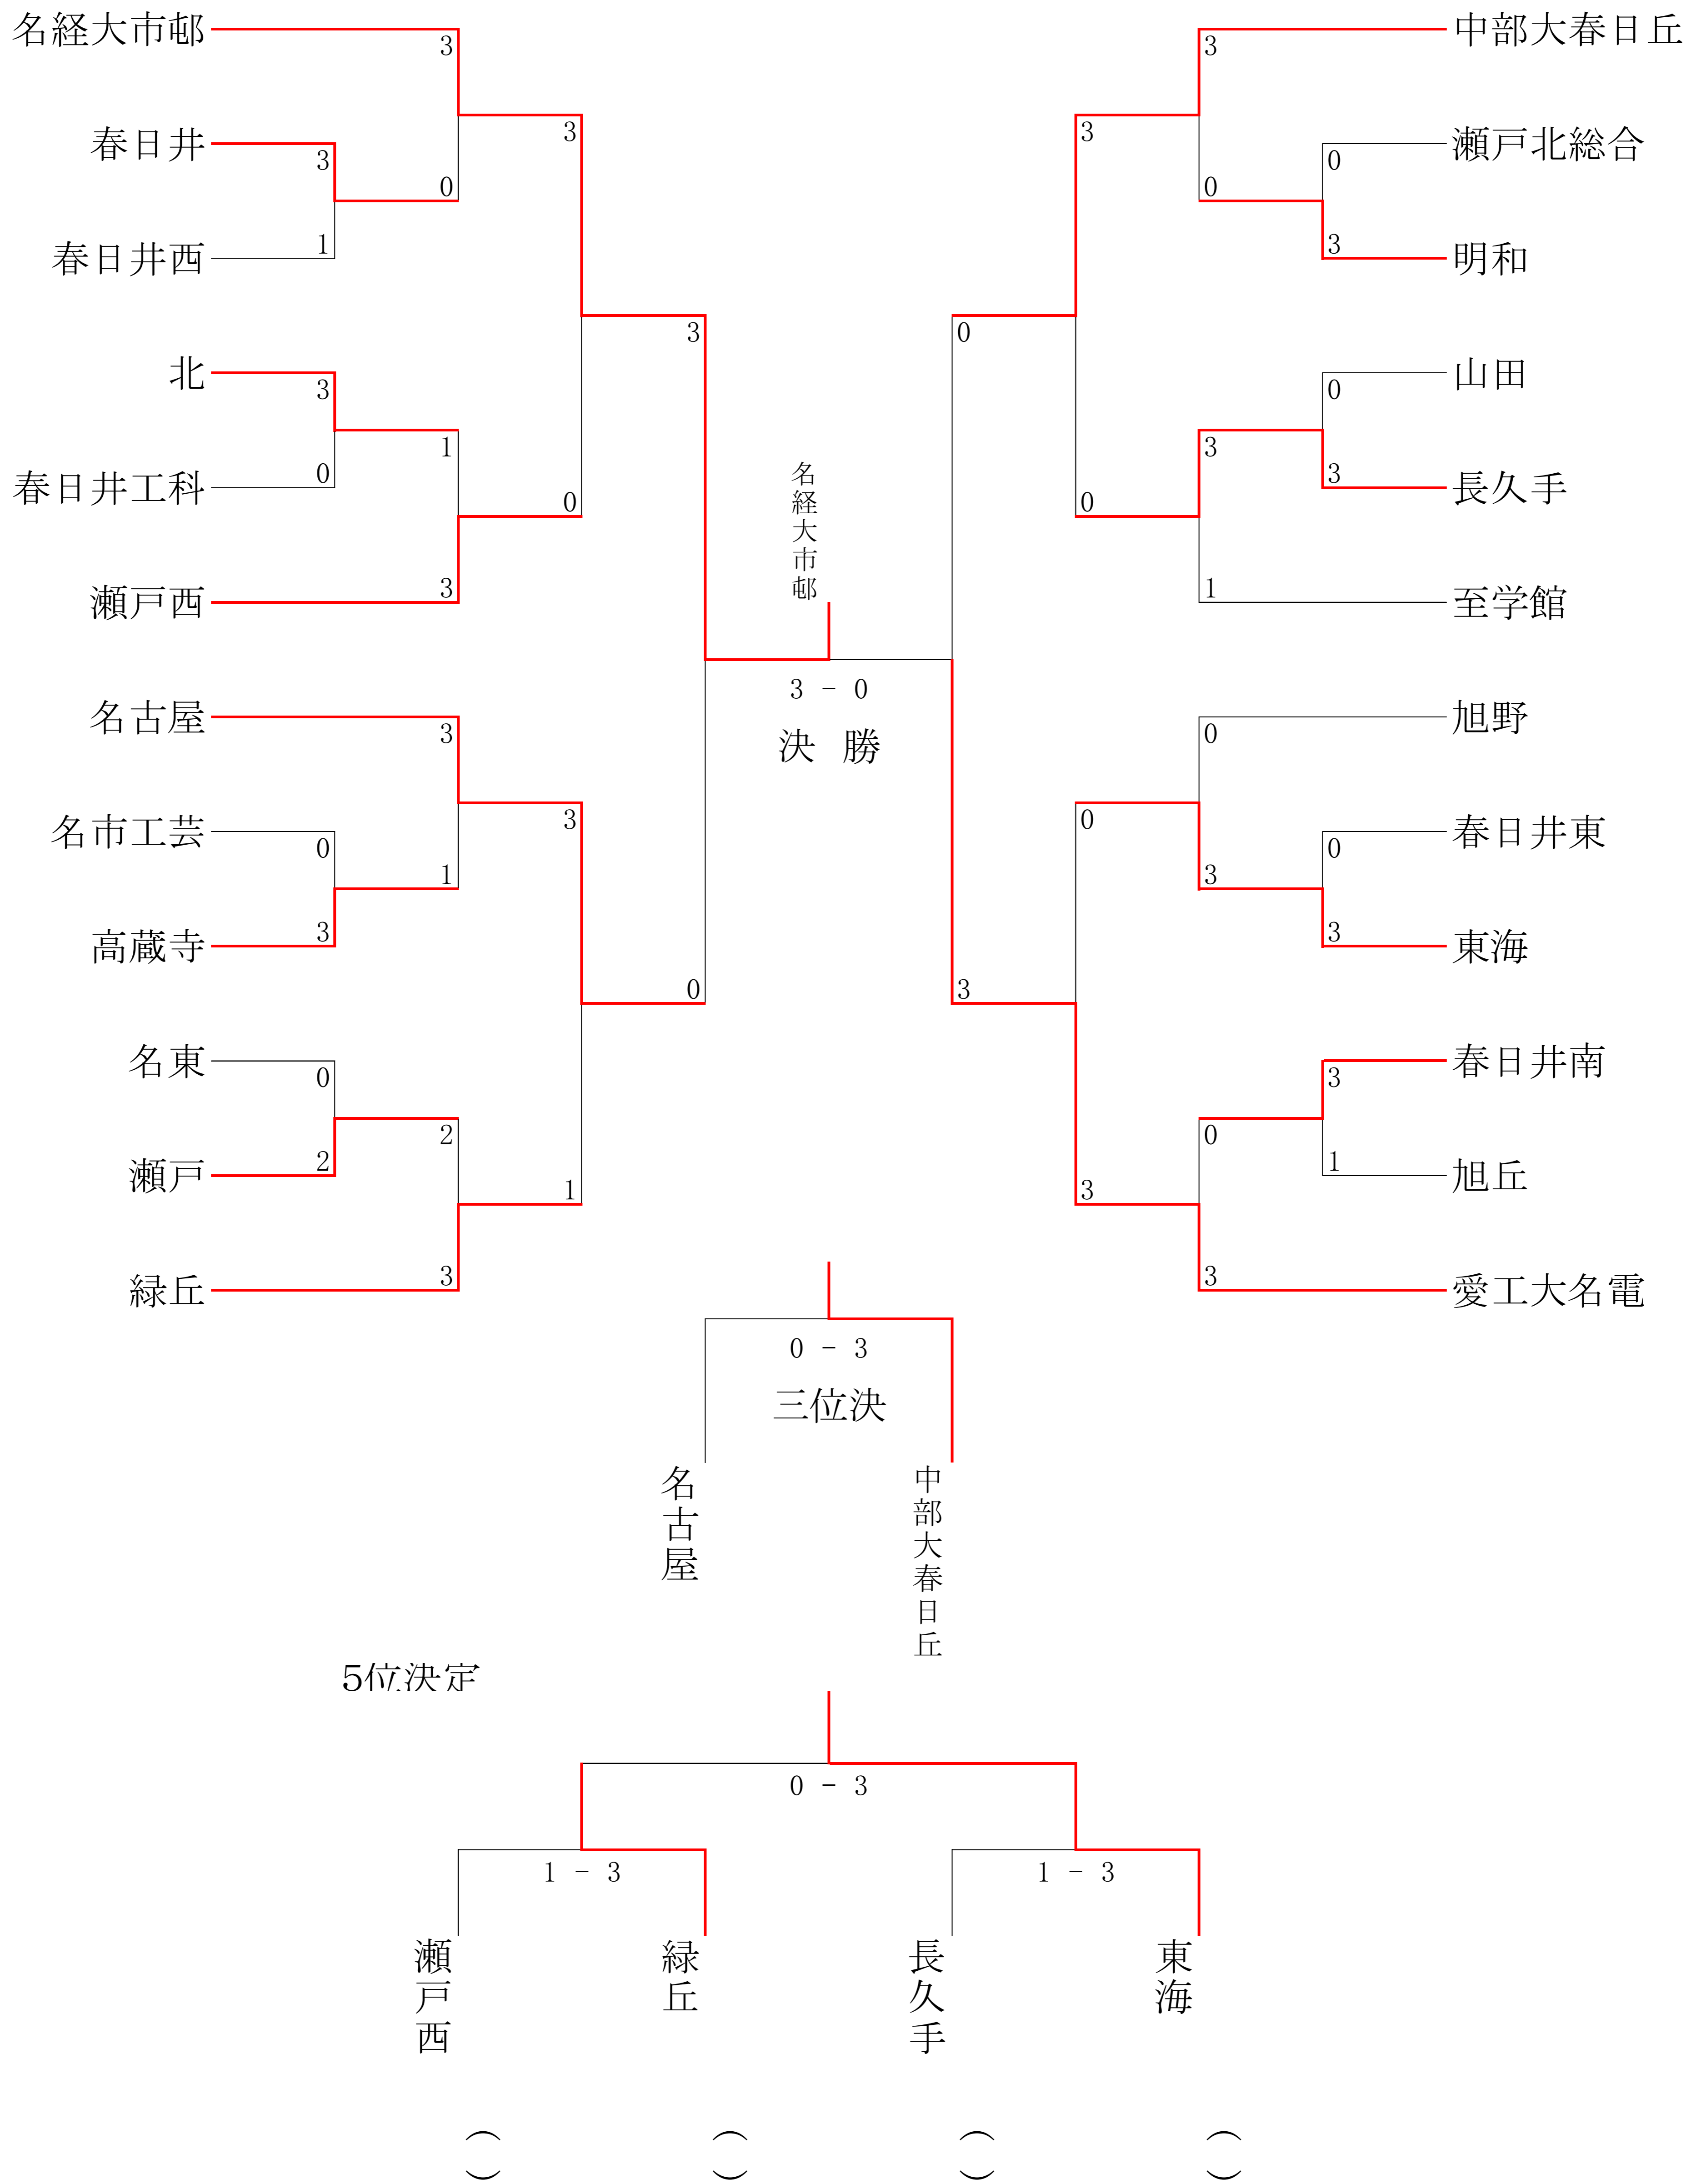 名経大市邨
3
中部大春日丘
3
3
3
春日井
3
瀬戸北総合
0
0
0
春日井西
1
明和
3
3
0
北
3
山田
0
1
3
春日井工科
0
長久手
3
0
0
名経大市邨
瀬戸西
3
至学館
1
3 － 0
決 勝
名古屋
3
旭野
0
3
0
名市工芸
0
春日井東
0
1
3
高蔵寺
3
東海
3
0
3
名東
0
春日井南
3
2
0
瀬戸
2
旭丘
1
1
3
緑丘
3
愛工大名電
3
0 － 3
三位決
名古屋
中部大春日丘
5位決定
0 － 3
1 － 3
1 － 3
瀬戸西
緑丘
長久手
東海
（ ）
（ ）
（ ）
（ ）